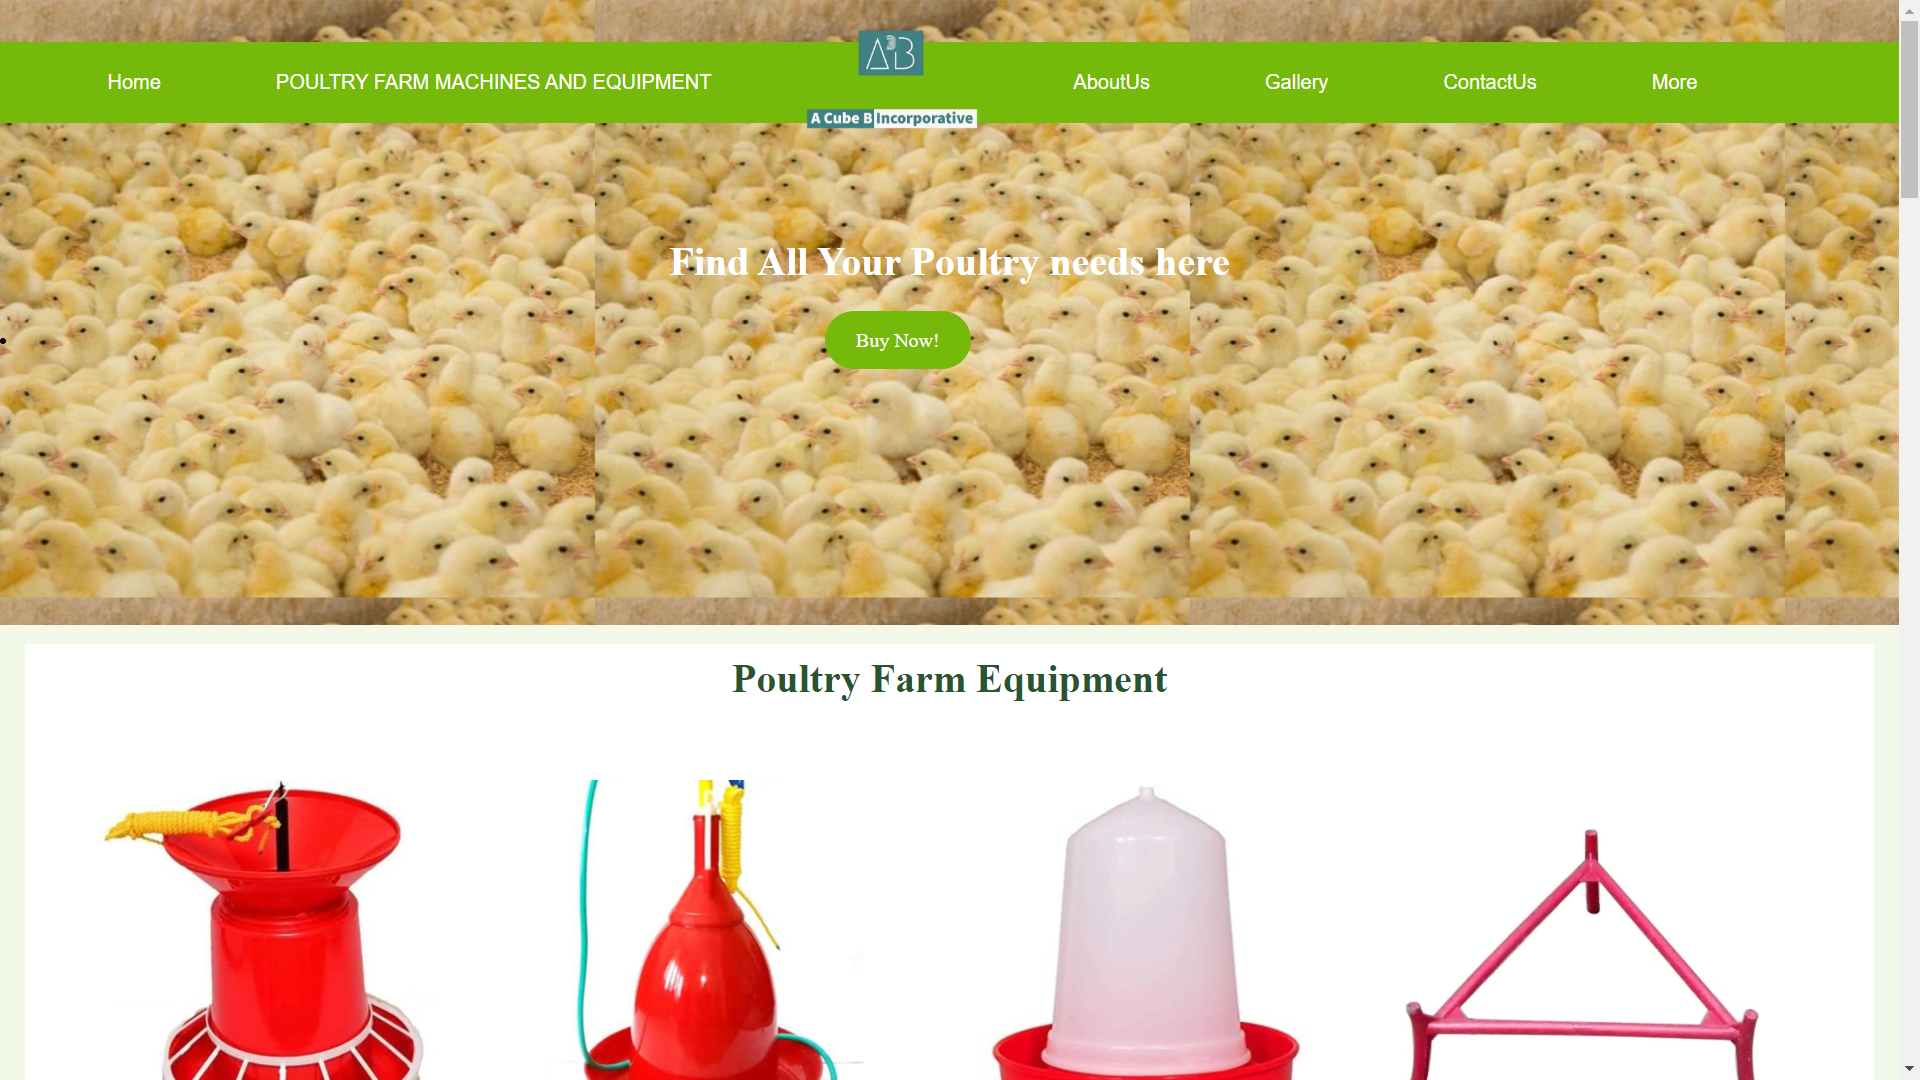 Home
POULTRY FARM MACHINES AND EQUIPMENT
A3B
A Cube B Incorporative
AboutUs
Gallery
ContactUs
More
Find All Your Poultry needs here
Buy Now!
Poultry Farm Equipment